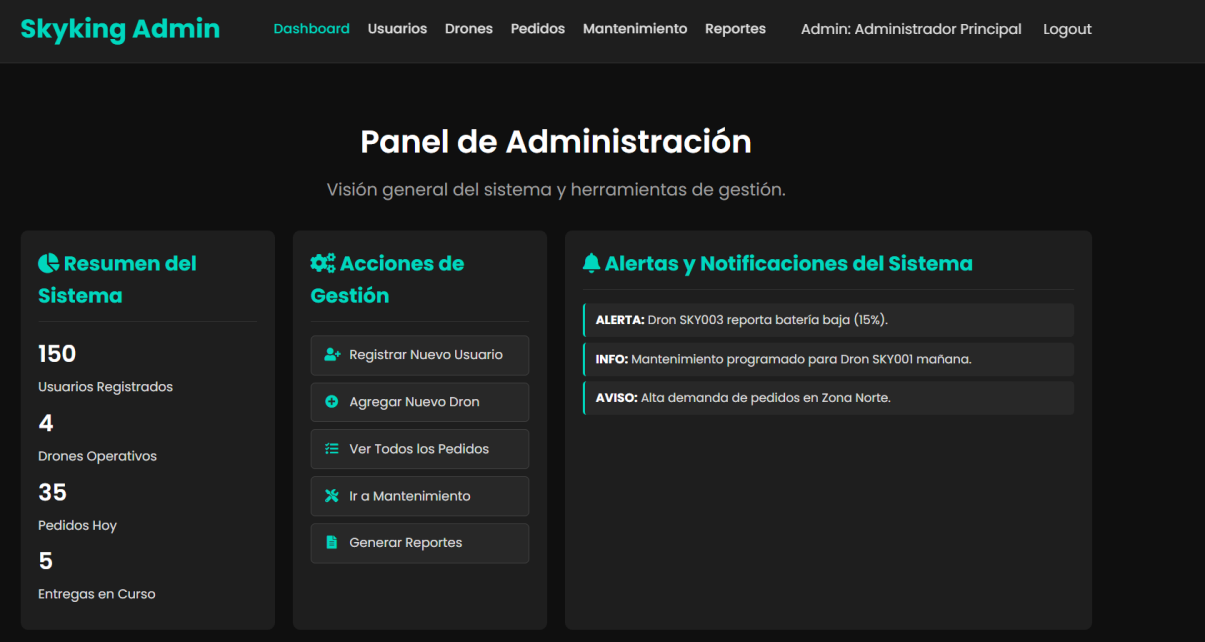 Skyking Admin
Dashboard Usuarios Drones Pedidos Mantenimiento Reportes Admin: Administrador Principal Logout
Panel de Administración
Visión general del sistema y herramientas de gestión.
Resumen del
Sistema
150
Usuarios Registrados
4
Drones Operativos
35
Pedidos Hoy
5
Entregas en Curso
Acciones de
Gestión
Registrar Nuevo Usuario
Agregar Nuevo Dron
Ver Todos los Pedidos
Ir a Mantenimiento
Generar Reportes
Alertas y Notificaciones del Sistema
ALERTA: Dron SKY003 reporta batería baja (15%).
INFO: Mantenimiento programado para Dron SKY001 mañana.
AVISO: Alta demanda de pedidos en Zona Norte.